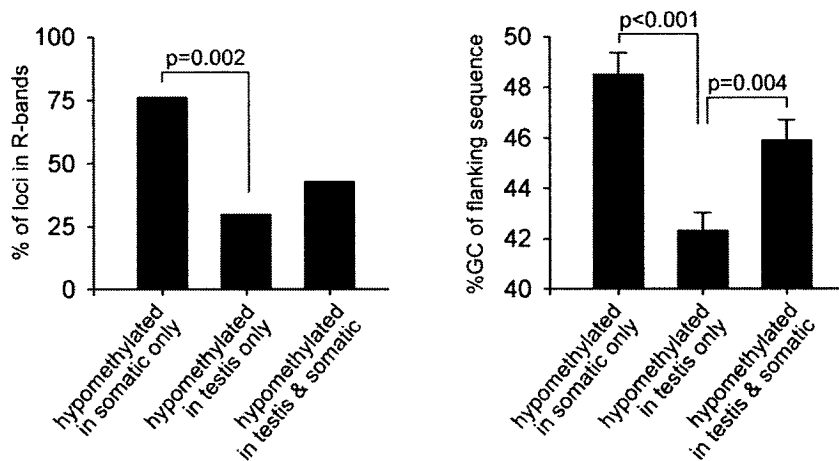 100
75
50
25
0
% of loci in R-bands
p=0.002
hypomethylated
in somatic only
hypomethylated
in testis only
hypomethylated
in testis & somatic
50
48
46
44
42
40
%GC of flanking sequence
p<0.001
p=0.004
hypomethylated
in somatic only
hypomethylated
in testis only
hypomethylated
in testis & somatic